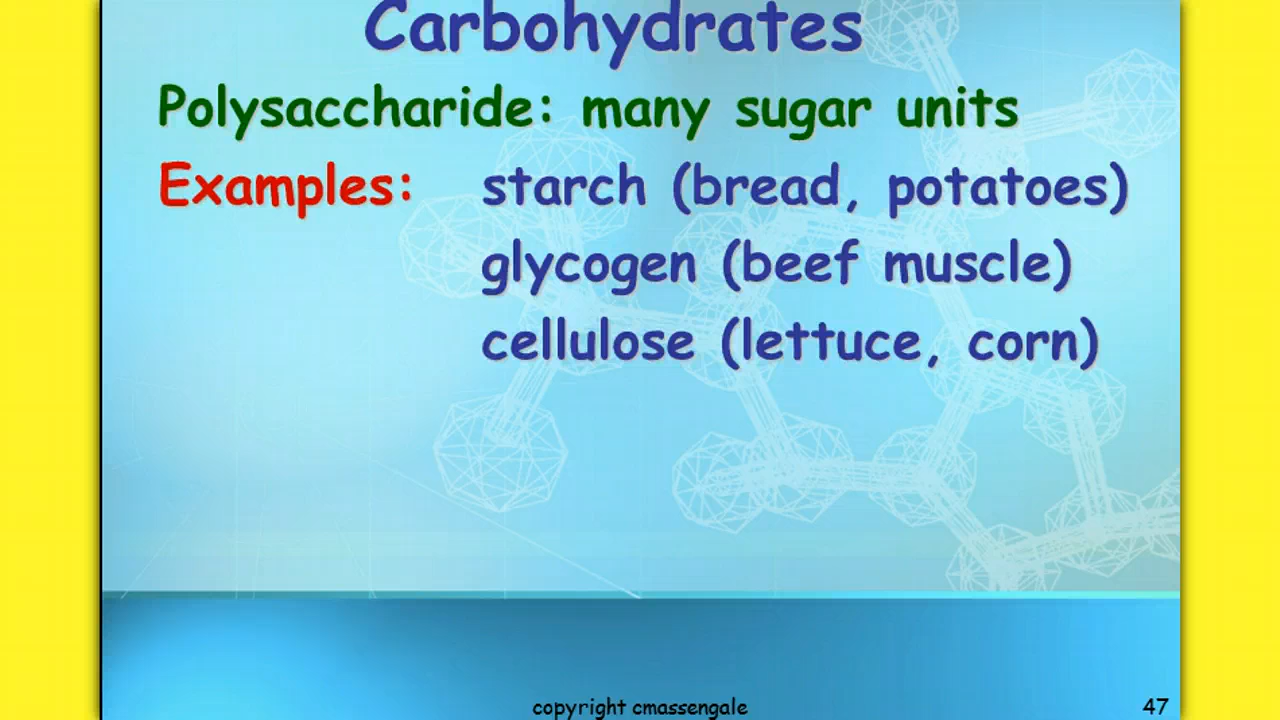 Carbohydrates
Polysaccharide: many sugar units
Examples: starch (bread, potatoes)
glycogen (beef muscle)
cellulose (lettuce, corn)
copyright cmassengale 47